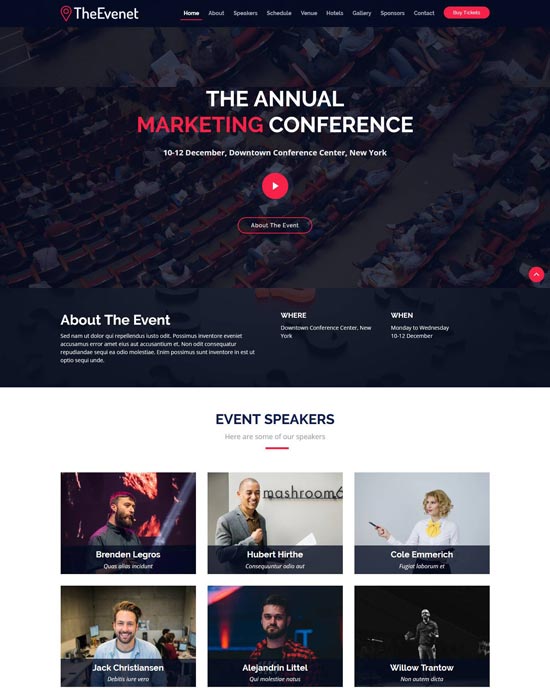 TheEvenet
Home About Speakers Schedule Venue Hotels Gallery Sponsors Contact Buy Tickets
THE ANNUAL
MARKETING CONFERENCE
10-12 December, Downtown Conference Center, New York
About The Event
About The Event
Sed nam ut dolor qui repellendus iusto odit. Possimus inventore eveniet
accusamus error amet eius aut accusantium et. Non odit consequatur
repudiandae sequi ea odio molestiae. Enim possimus sunt inventore in est ut
optio sequi unde.
WHERE
Downtown Conference Center, New
York
WHEN
Monday to Wednesday
10-12 December
EVENT SPEAKERS
Here are some of our speakers
mashroom6
Brenden Legros
Quas alias incidunt
Hubert Hirthe
Consequuntur odio aut
Cole Emmerich
Fugiat laborum et
Jack Christiansen
Debitis iure vero
Alejandrin Littel
Qui molestiae natus
Willow Trantow
Non autem dicta